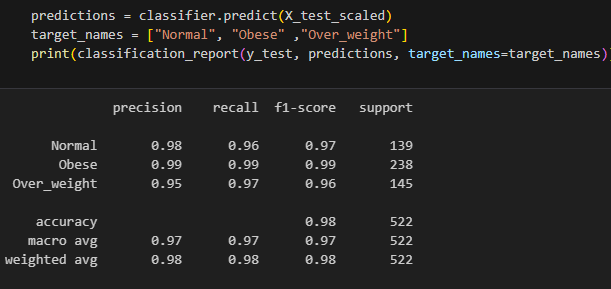 predictions = classifier.predict(X_test_scaled)
target_names = ["Normal", "Obese" ,"Over_weight"]
print(classification_report(y_test, predictions, target_names=target_names))
precision recall f1-score support
Normal 0.98 0.96 0.97 139
Obese 0.99 0.99 0.99 238
Over_weight 0.95 0.97 0.96 145
accuracy 0.98 522
macro avg 0.97 0.97 0.97 522
weighted avg 0.98 0.98 0.98 522